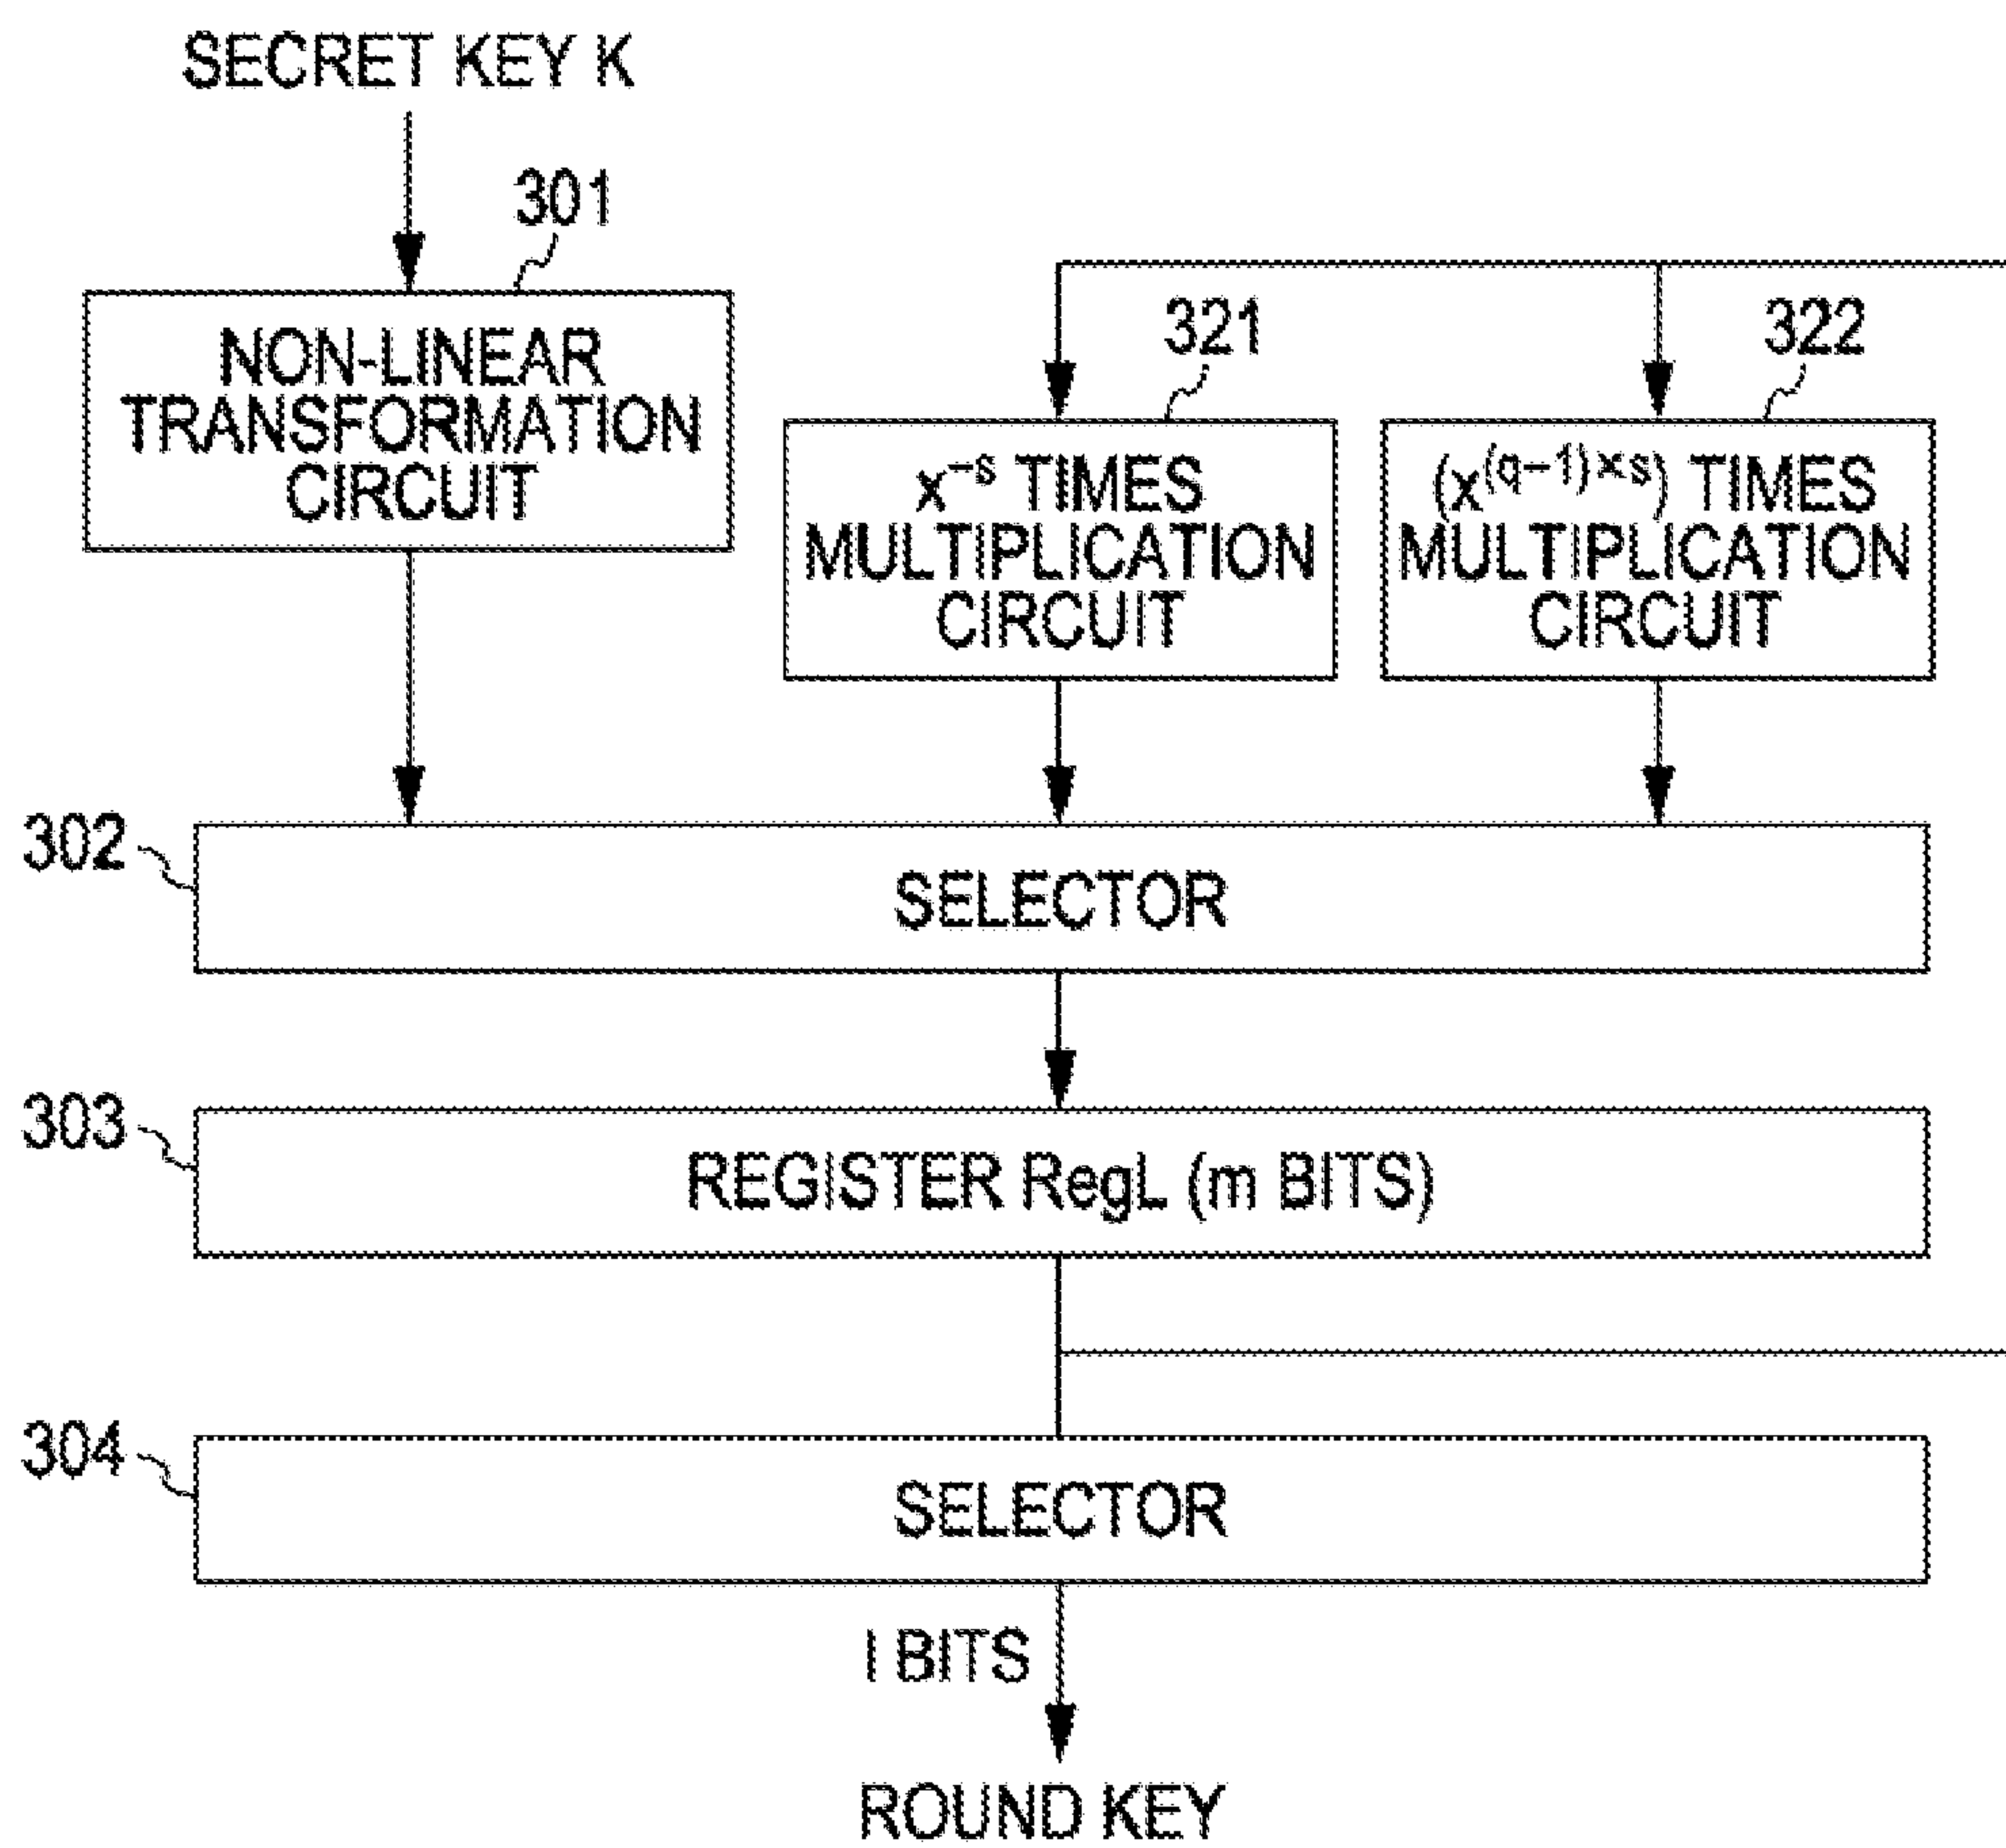 SECRET KEY K
301
NON-LINEAR
TRANSFORMATION
CIRCUIT
321
x⁻ˢ TIMES
MULTIPLICATION
CIRCUIT
322
(x⁽q⁻¹⁾ˣˢ) TIMES
MULTIPLICATION
CIRCUIT
302
SELECTOR
303
REGISTER RegL (m BITS)
304
SELECTOR
l BITS
ROUND KEY